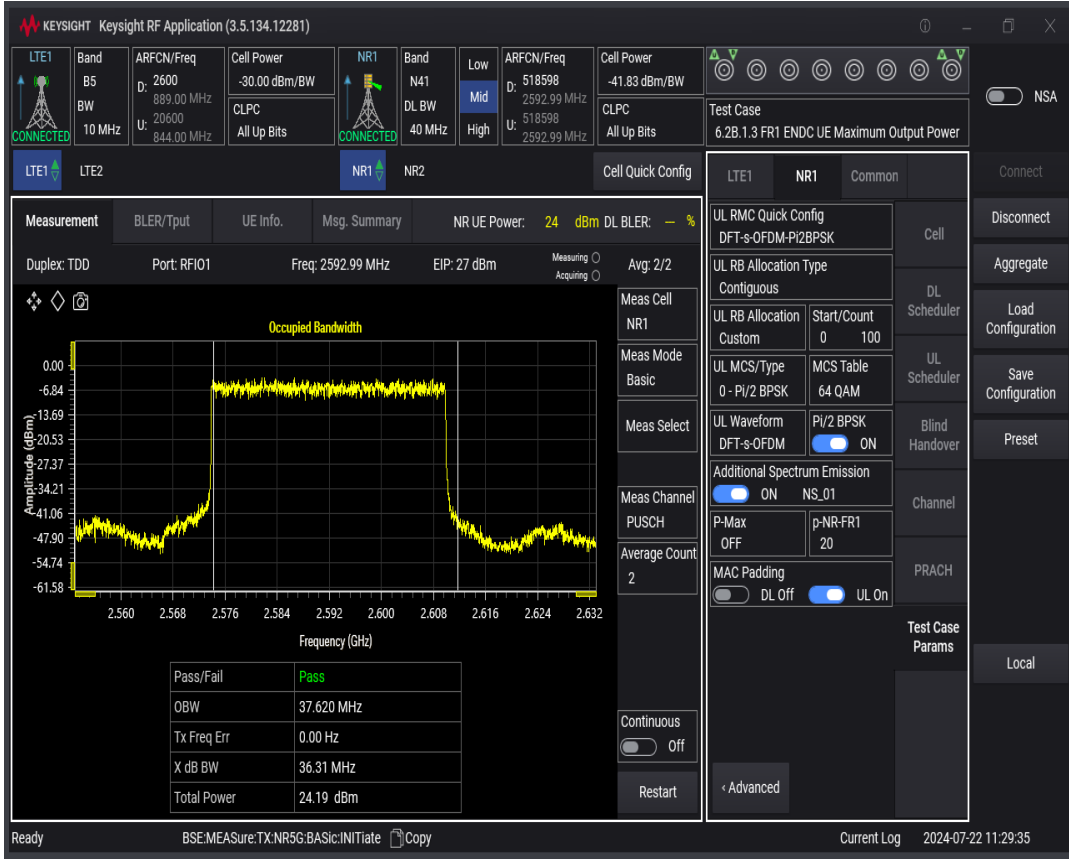 KEYSIGHT Keysight RF Application (3.5.134.12281)
LTE1 Band ARFCN/Freq Cell Power NR1 Band Low ARFCN/Freq Cell Power
B5 D: 2600 -30.00 dBm/BW N41 D: 518598 -41.83 dBm/BW
889.00 MHz Mid 2592.99 MHz
BW CLPC DL BW CLPC
U: 20600 U: 518598
CONNECTED 10 MHz 844.00 MHz All Up Bits CONNECTED 40 MHz High 2592.99 MHz All Up Bits
NSA
Test Case
6.2B.1.3 FR1 ENDC UE Maximum Output Power
LTE1 LTE2 NR1 NR2 Cell Quick Config
LTE1 NR1 Common
Connect
Disconnect
Aggregate
Load
Configuration
Save
Configuration
Preset
Local
Measurement BLER/Tput UE Info. Msg. Summary NR UE Power: 24 dBm DL BLER: --- %
Duplex: TDD Port: RFIO1 Freq: 2592.99 MHz EIP: 27 dBm Measuring Avg: 2/2
Acquiring
Occupied Bandwidth
Amplitude (dBm)
0.00
-6.84
-13.69
-20.53
-27.37
-34.21
-41.06
-47.90
-54.74
-61.58
2.560 2.568 2.576 2.584 2.592 2.600 2.608 2.616 2.624 2.632
Frequency (GHz)
Pass/Fail Pass
OBW 37.620 MHz
Tx Freq Err 0.00 Hz
X dB BW 36.31 MHz
Total Power 24.19 dBm
Meas Cell
NR1
Meas Mode
Basic
Meas Select
Meas Channel
PUSCH
Average Count
2
Continuous
Off
Restart
UL RMC Quick Config
DFT-s-OFDM-Pi2BPSK
UL RB Allocation Type
Contiguous
UL RB Allocation Start/Count
Custom 0 100
UL MCS/Type MCS Table
0 - Pi/2 BPSK 64 QAM
UL Waveform Pi/2 BPSK
DFT-s-OFDM ON
Additional Spectrum Emission
ON NS_01
P-Max p-NR-FR1
OFF 20
MAC Padding
DL Off UL On
Cell
DL
Scheduler
UL
Scheduler
Blind
Handover
Channel
PRACH
Test Case
Params
‹ Advanced
Ready BSE:MEASure:TX:NR5G:BASic:INITiate Copy Current Log 2024-07-22 11:29:35